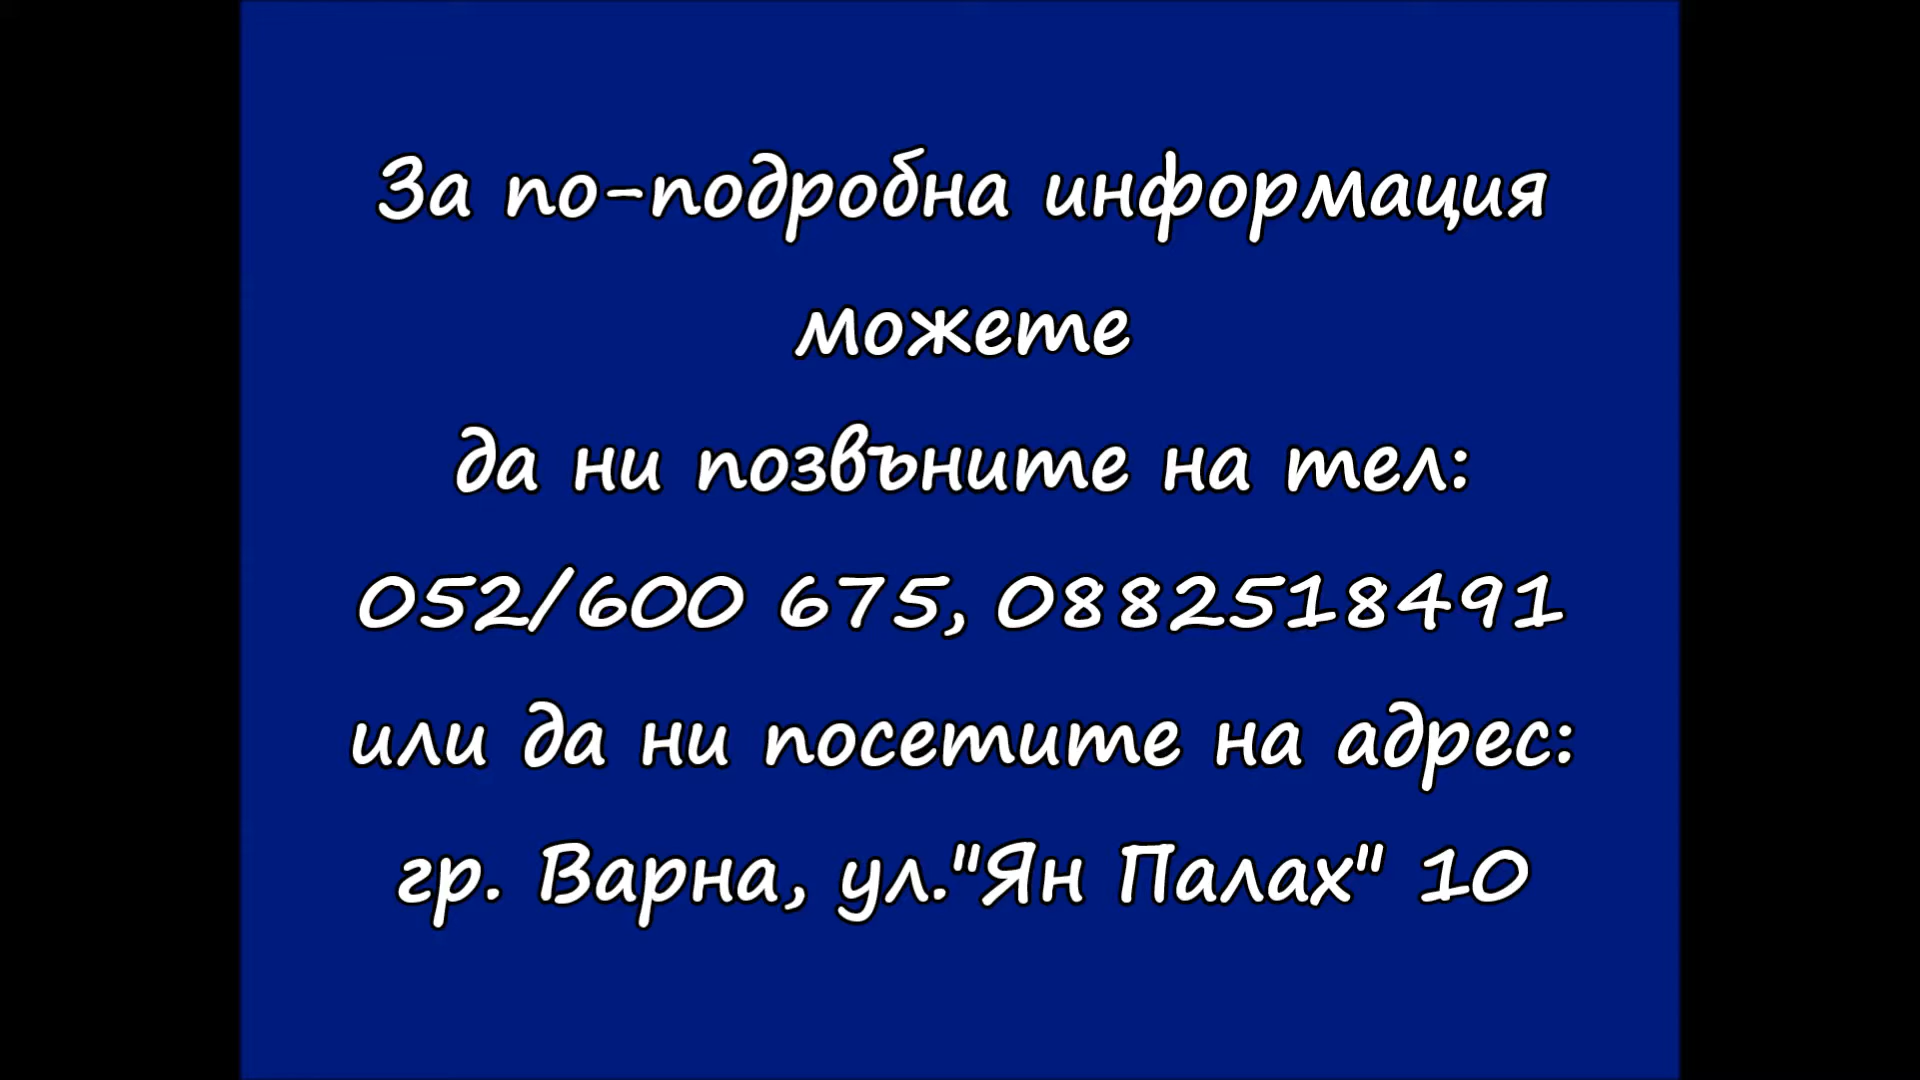 За по-подробна информация
можете
да ни позвъните на тел:
052/600 675, 0882518491
или да ни посетите на адрес:
гр. Варна, ул."Ян Палах" 10